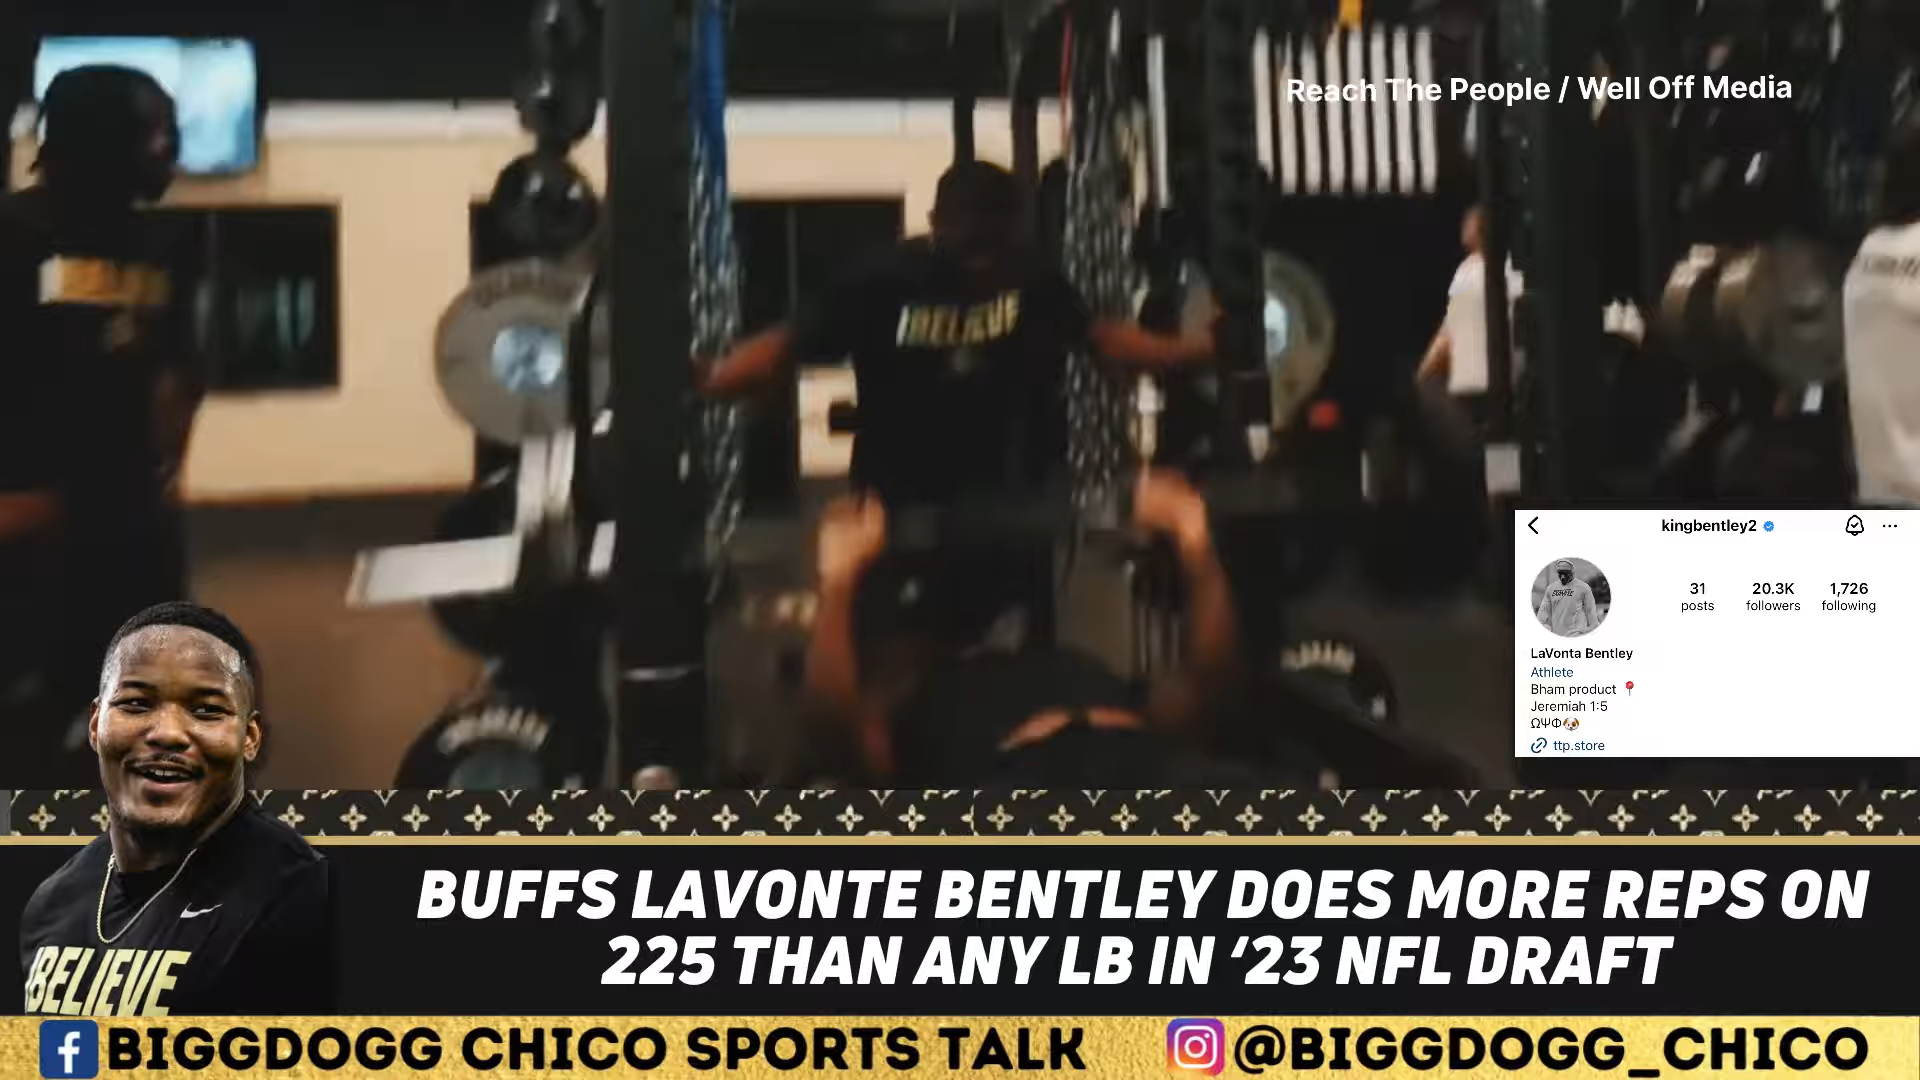 Reach The People / Well Off Media
IBELIEVE
kingbentley2
31
posts
20.3K
followers
1,726
following
LaVonta Bentley
Athlete
Bham product 📍
Jeremiah 1:5
ΩΨΦ🐶
ttp.store
BUFFS LAVONTE BENTLEY DOES MORE REPS ON
225 THAN ANY LB IN ‘23 NFL DRAFT
IBELIEVE
BIGGDOGG CHICO SPORTS TALK
@BIGGDOGG_CHICO